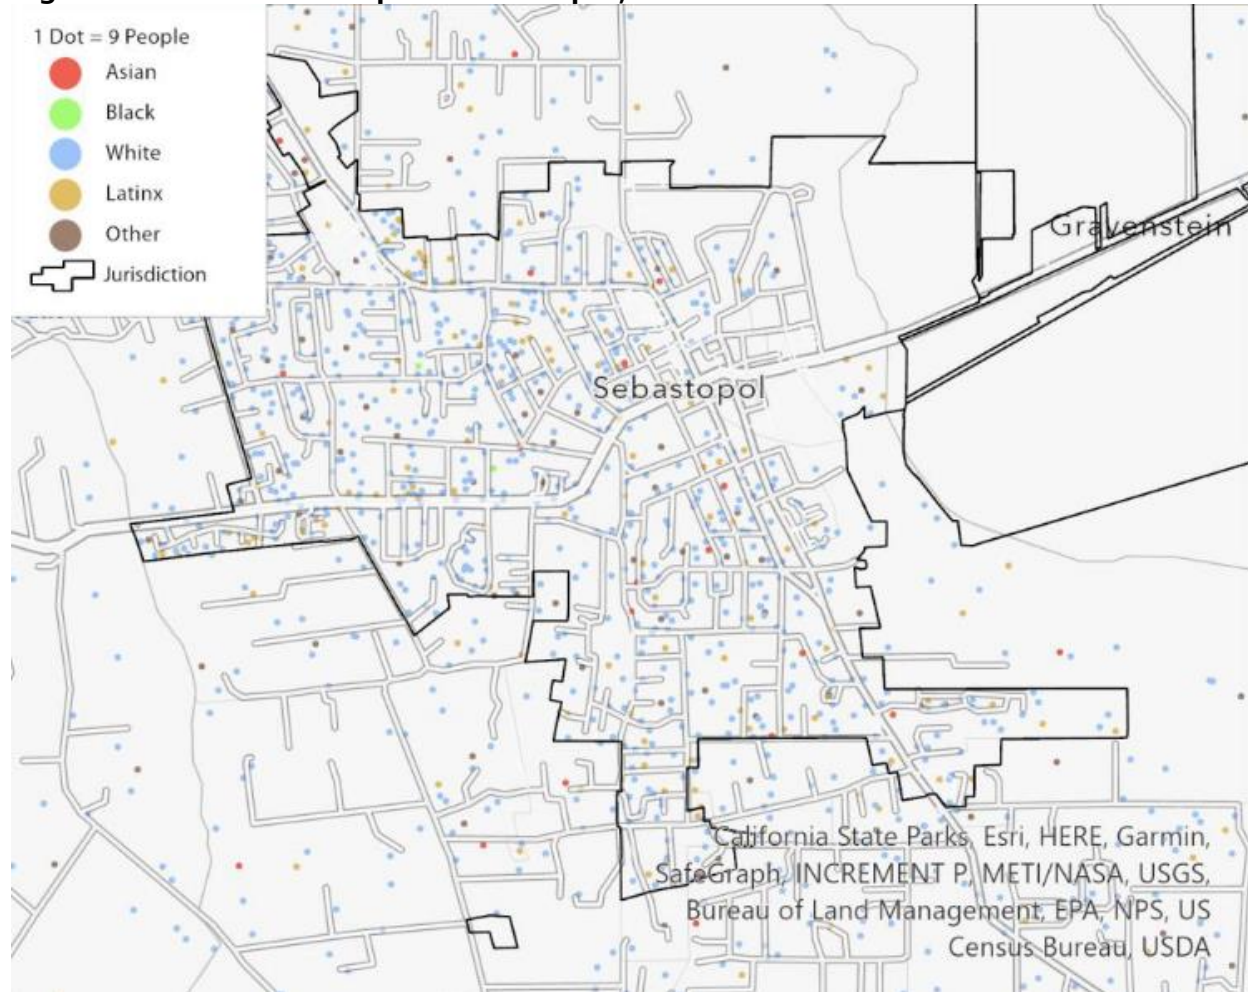 1 Dot = 9 People
Asian
Black
White
Latinx
Other
Jurisdiction
Gravenstein
Sebastopol
California State Parks, Esri, HERE, Garmin,
SafeGraph, INCREMENT P, METI/NASA, USGS,
Bureau of Land Management, EPA, NPS, US
Census Bureau, USDA